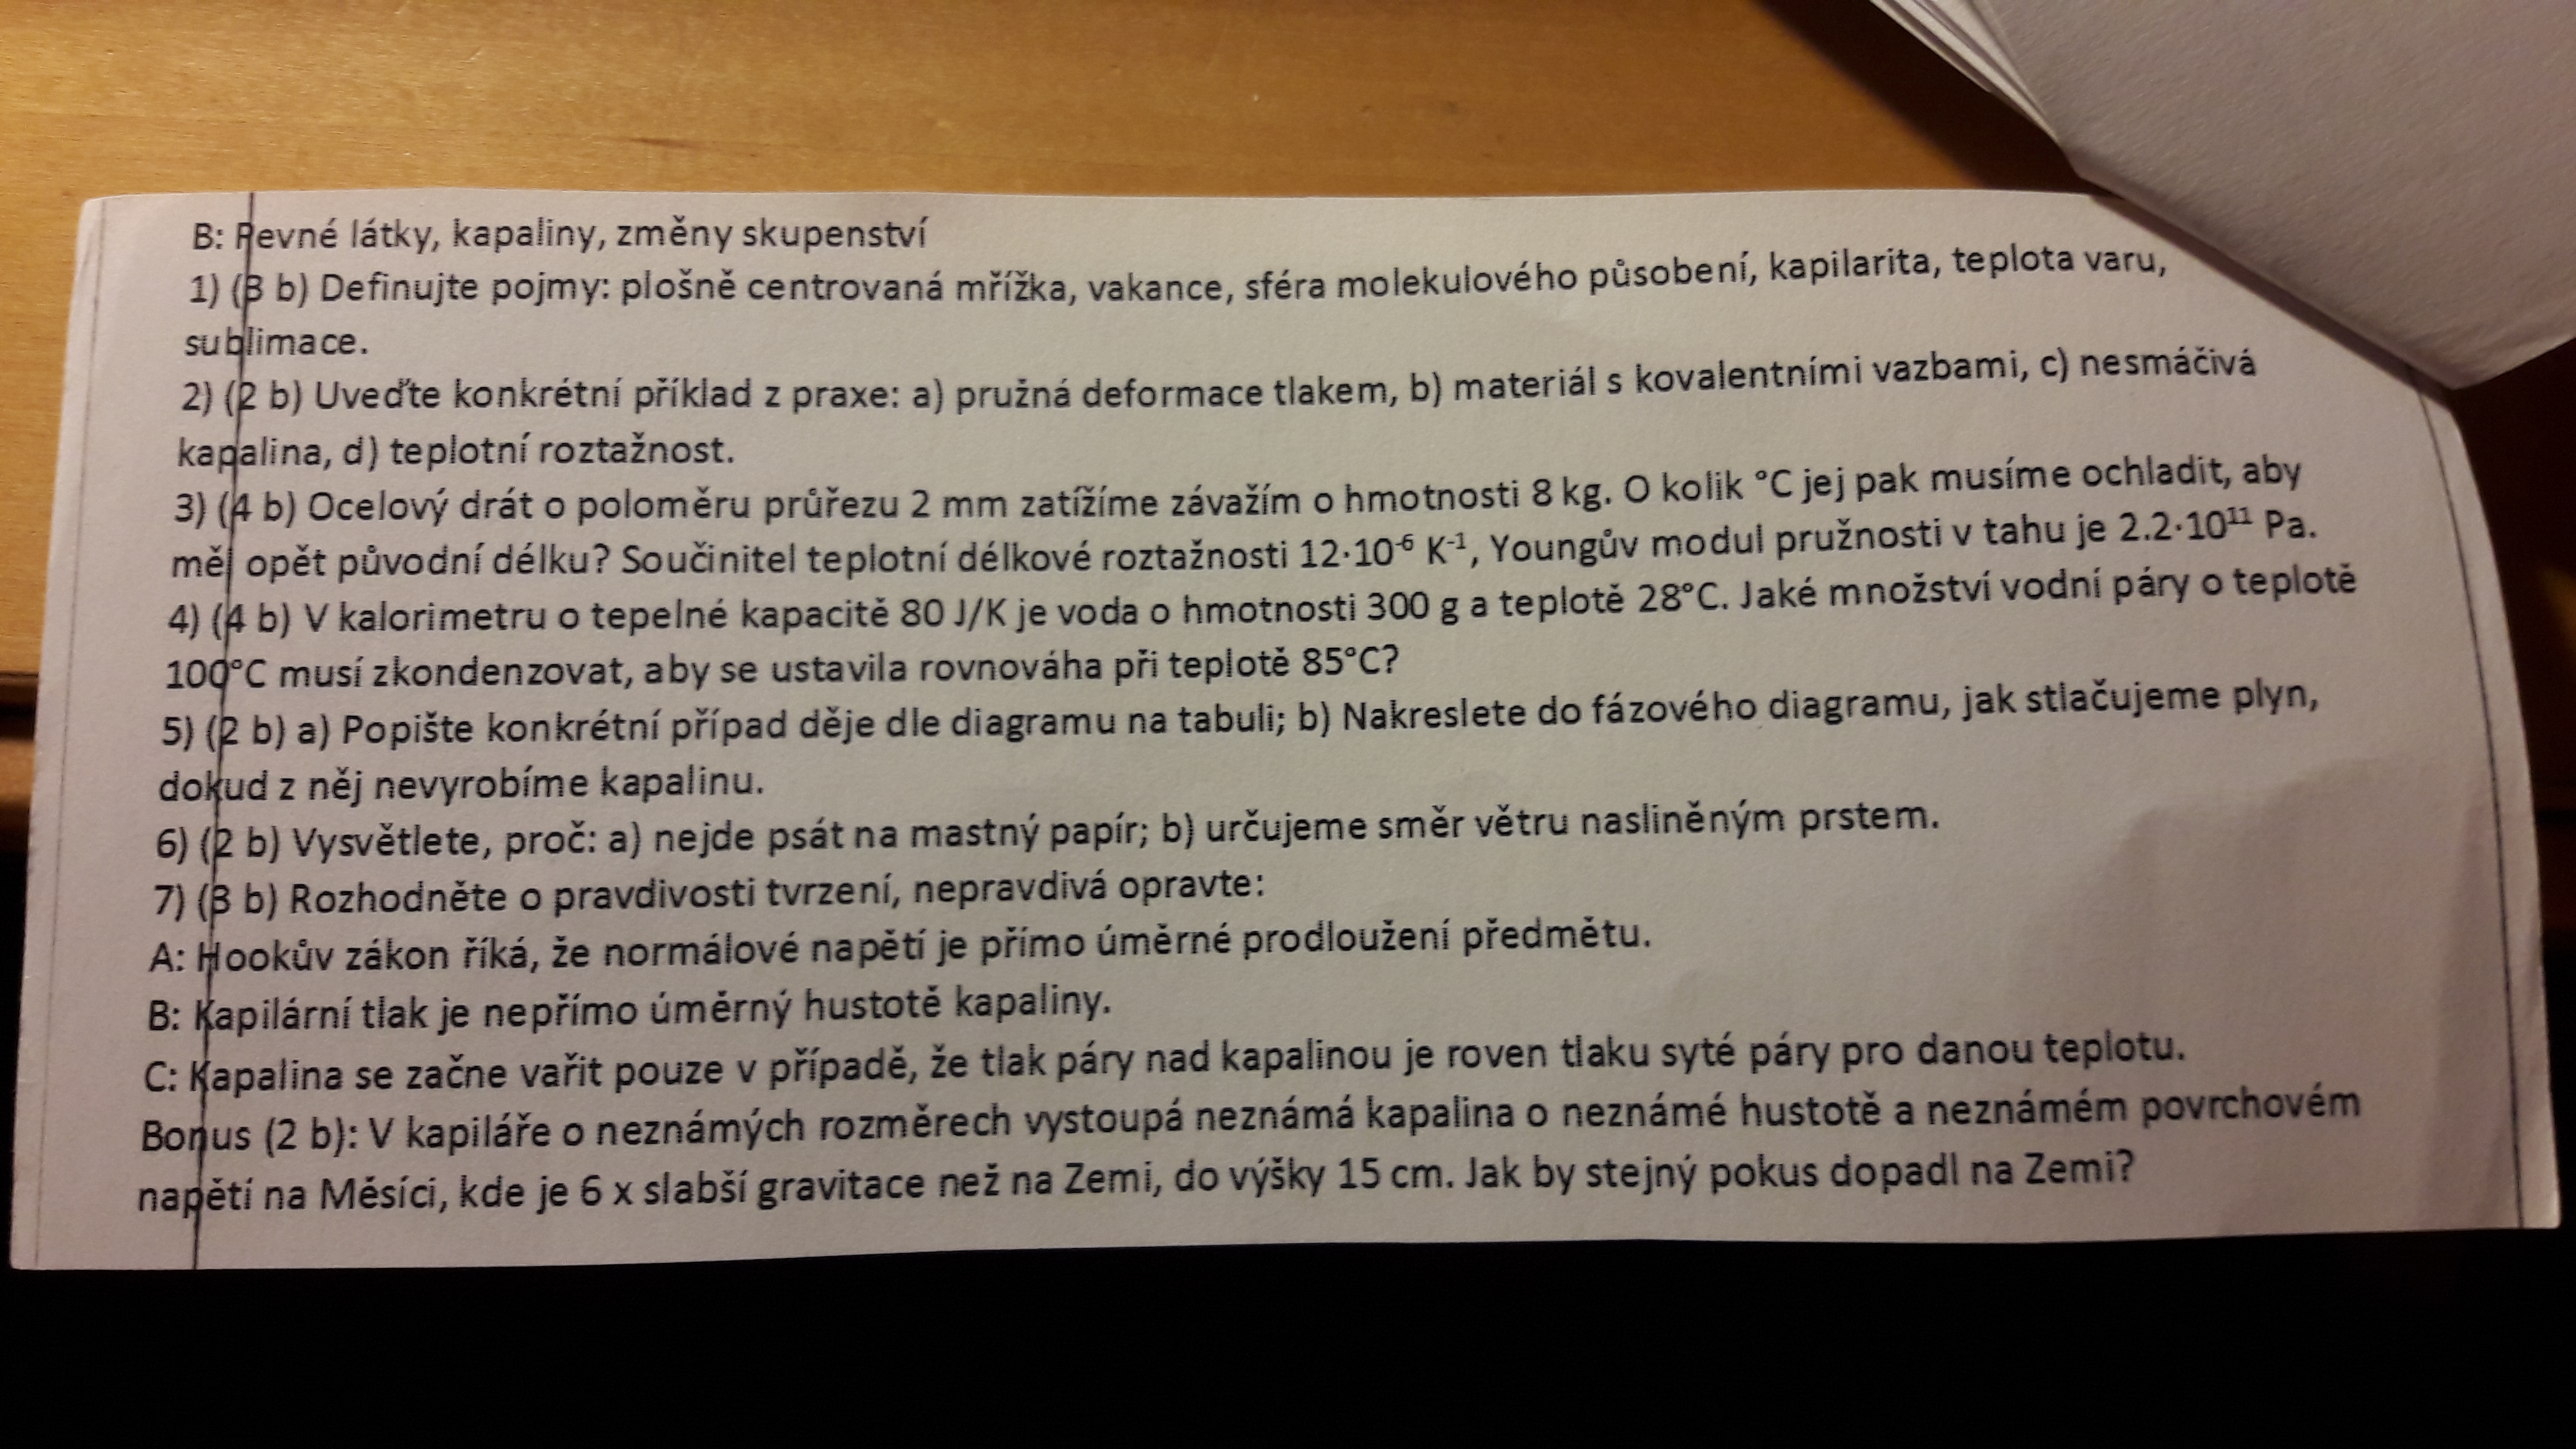 B: Pevné látky, kapaliny, změny skupenství
1) (3 b) Definujte pojmy: plošně centrovaná mřížka, vakance, sféra molekulového působení, kapilarita, teplota varu,
sublimace.
2) (2 b) Uveďte konkrétní příklad z praxe: a) pružná deformace tlakem, b) materiál s kovalentními vazbami, c) nesmáčivá
kapalina, d) teplotní roztažnost.
3) (4 b) Ocelový drát o poloměru průřezu 2 mm zatížíme závažím o hmotnosti 8 kg. O kolik °C jej pak musíme ochladit, aby
měl opět původní délku? Součinitel teplotní délkové roztažnosti 12·10⁻⁶ K⁻¹, Youngův modul pružnosti v tahu je 2.2·10¹¹ Pa.
4) (4 b) V kalorimetru o tepelné kapacitě 80 J/K je voda o hmotnosti 300 g a teplotě 28°C. Jaké množství vodní páry o teplotě
100°C musí zkondenzovat, aby se ustavila rovnováha při teplotě 85°C?
5) (2 b) a) Popište konkrétní případ děje dle diagramu na tabuli; b) Nakreslete do fázového diagramu, jak stlačujeme plyn,
dokud z něj nevyrobíme kapalinu.
6) (2 b) Vysvětlete, proč: a) nejde psát na mastný papír; b) určujeme směr větru nasliněným prstem.
7) (3 b) Rozhodněte o pravdivosti tvrzení, nepravdivá opravte:
A: Hookův zákon říká, že normálové napětí je přímo úměrné prodloužení předmětu.
B: Kapilární tlak je nepřímo úměrný hustotě kapaliny.
C: Kapalina se začne vařit pouze v případě, že tlak páry nad kapalinou je roven tlaku syté páry pro danou teplotu.
Bonus (2 b): V kapiláře o neznámých rozměrech vystoupá neznámá kapalina o neznámé hustotě a neznámém povrchovém
napětí na Měsíci, kde je 6 x slabší gravitace než na Zemi, do výšky 15 cm. Jak by stejný pokus dopadl na Zemi?